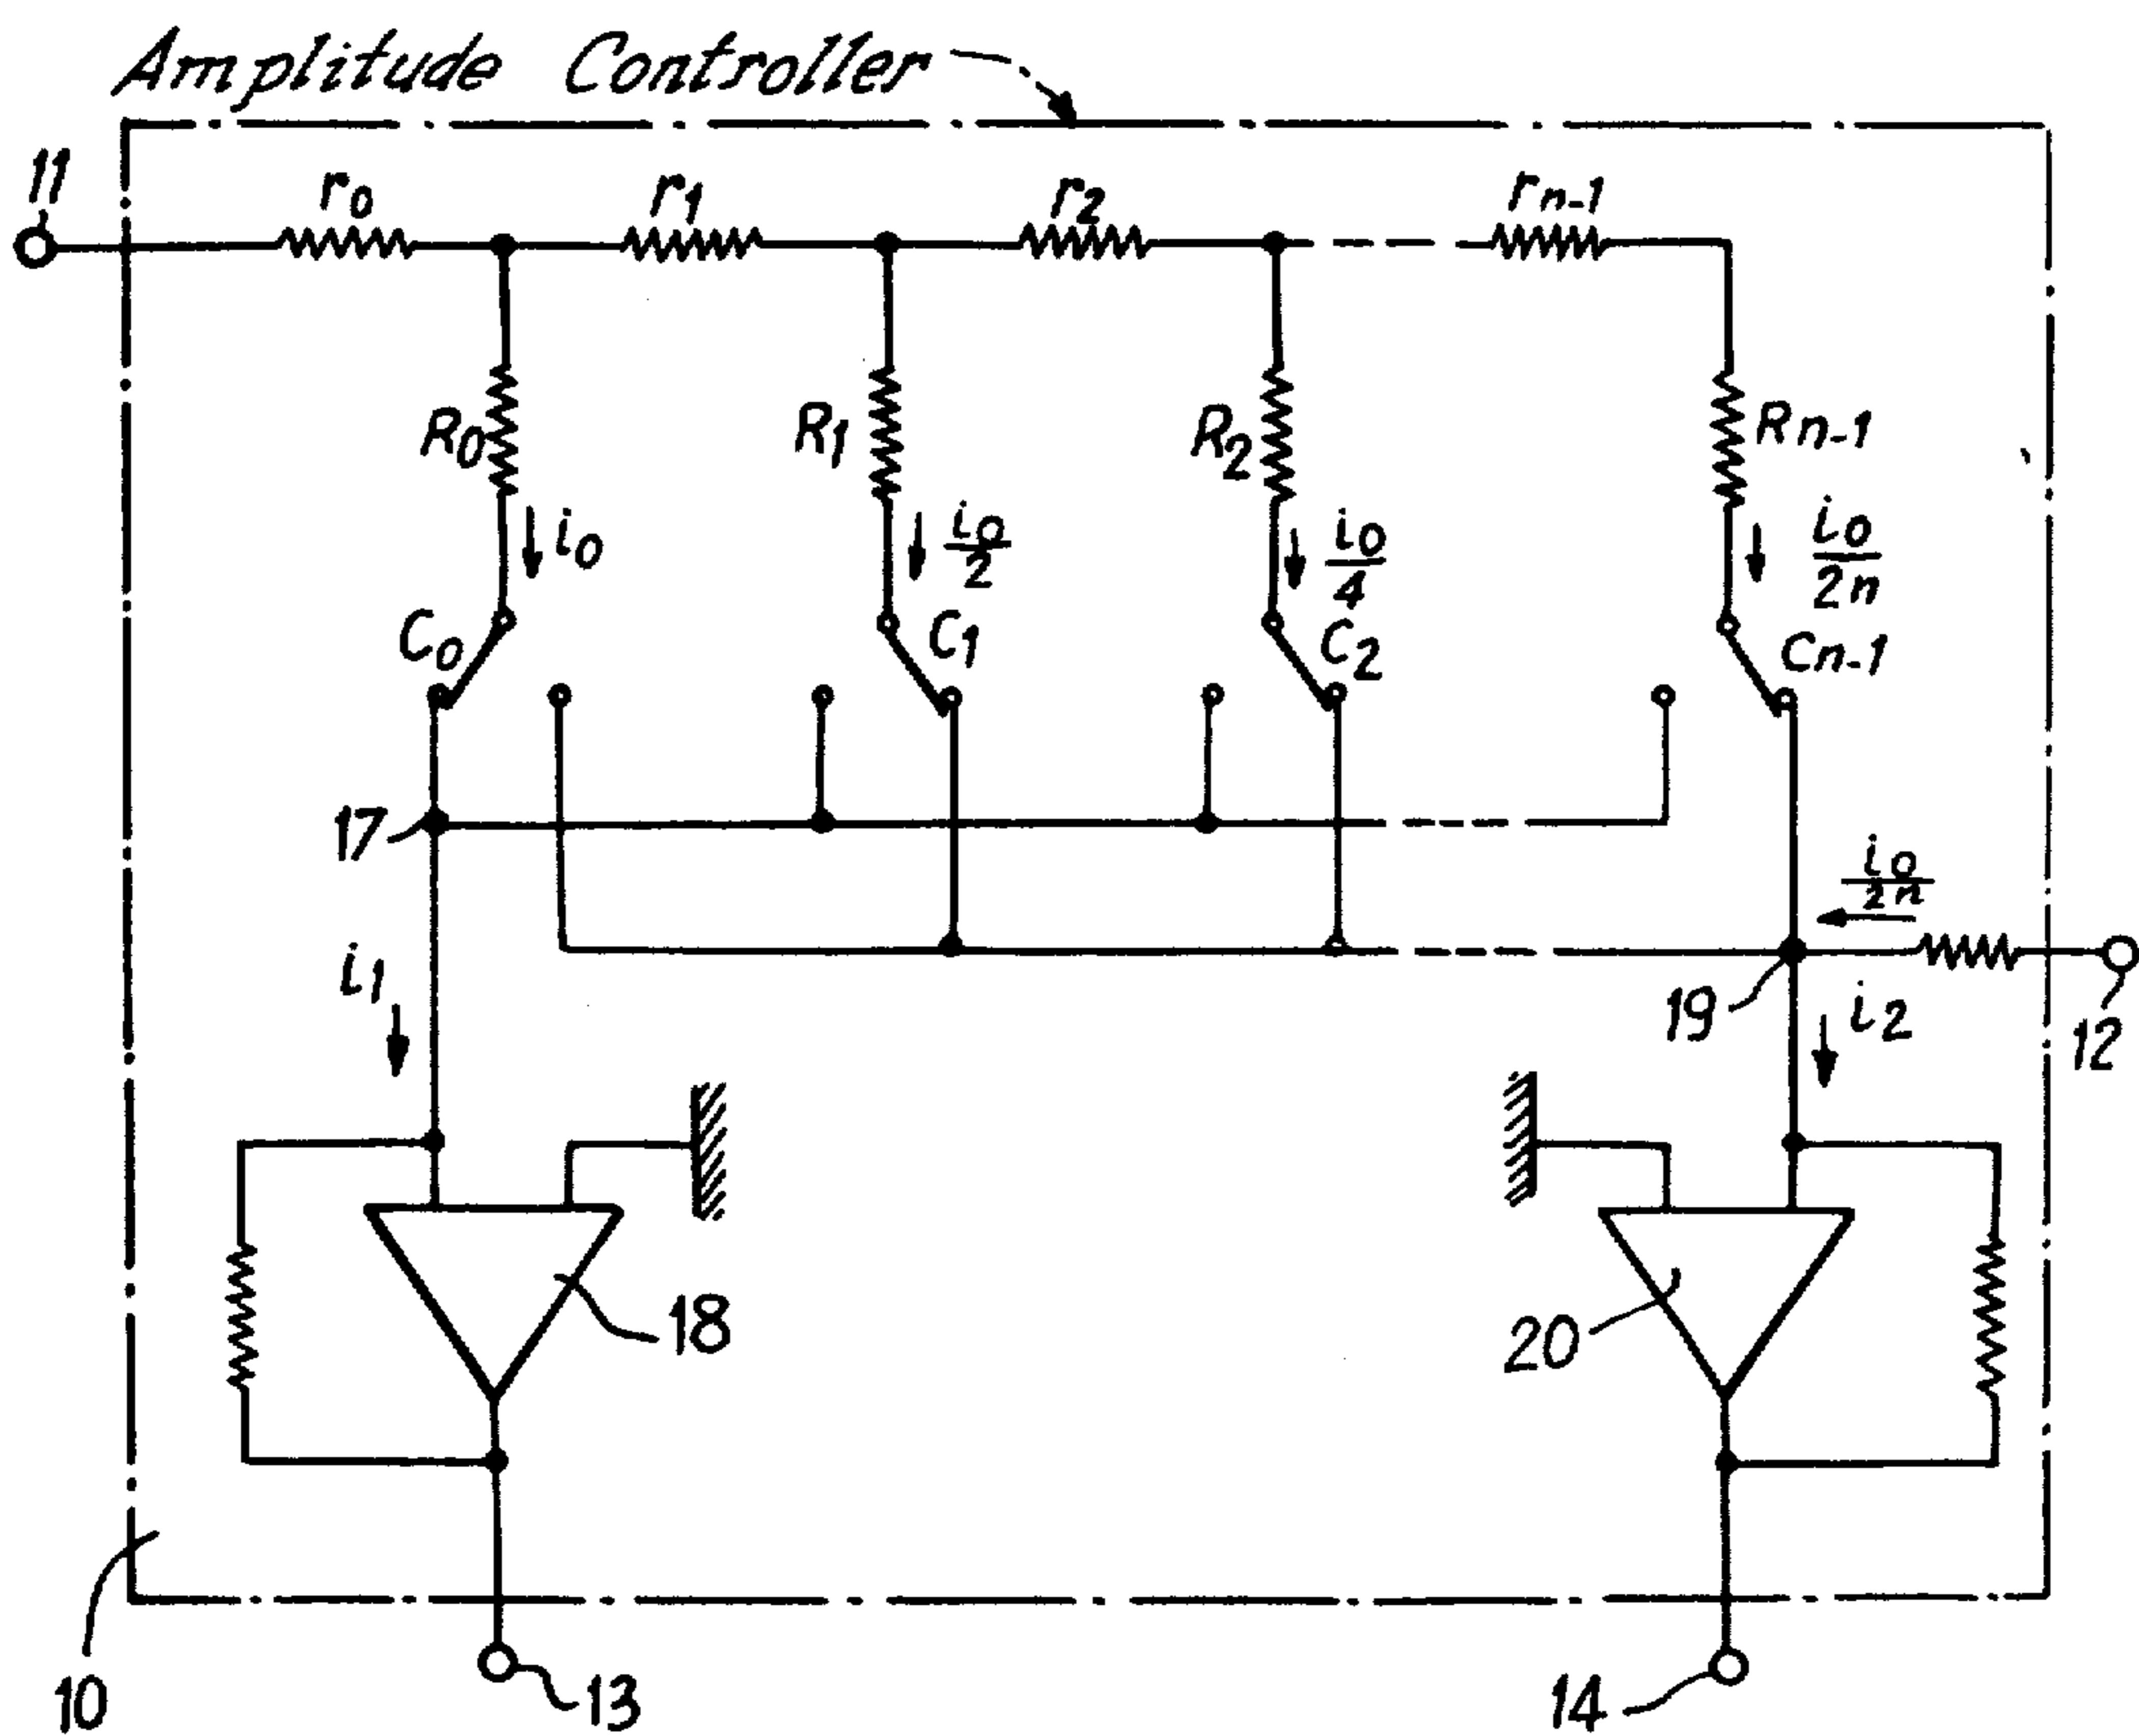 Amplitude Controller
11
r0
r1
r2
rn-1
R0
R1
R2
Rn-1
i0
i0
2
i0
4
i0
2n
C0
C1
C2
Cn-1
17
i0
2n
i1
19
i2
12
18
20
10
13
14